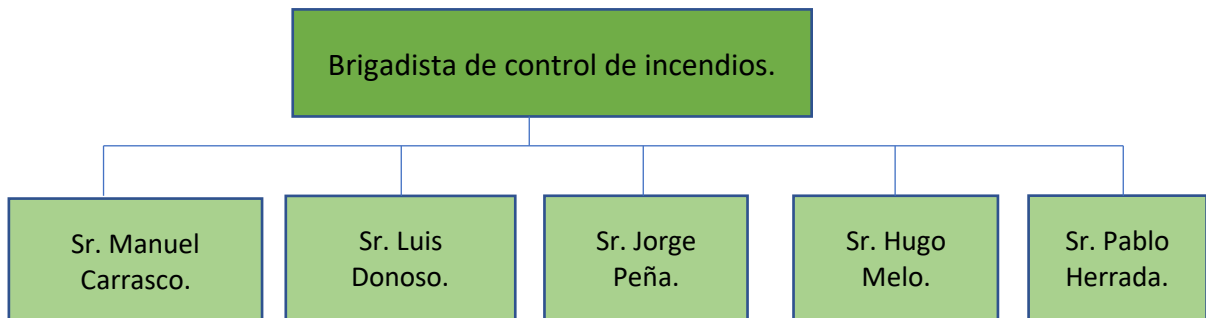 Brigadista de control de incendios.
Sr. Manuel
Carrasco.
Sr. Luis
Donoso.
Sr. Jorge
Peña.
Sr. Hugo
Melo.
Sr. Pablo
Herrada.